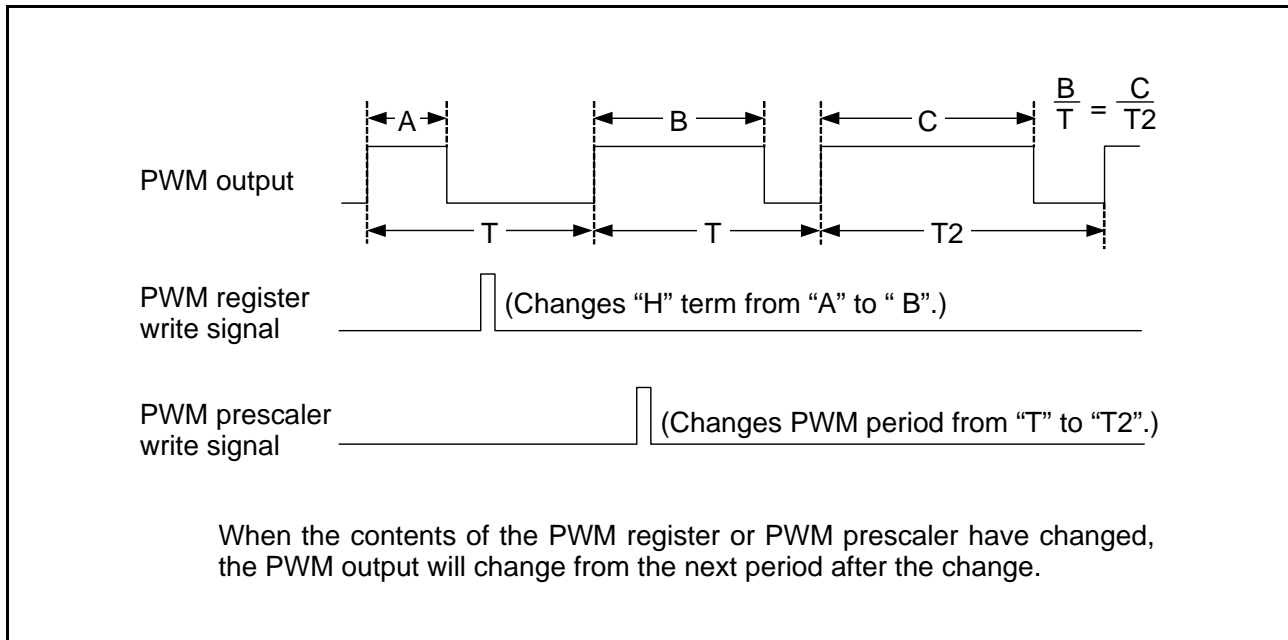 A
B
C
B/T = C/T2
PWM output
T
T
T2
PWM register
write signal
(Changes “H” term from “A” to “ B”.)
PWM prescaler
write signal
(Changes PWM period from “T” to “T2”.)
When the contents of the PWM register or PWM prescaler have changed,
the PWM output will change from the next period after the change.